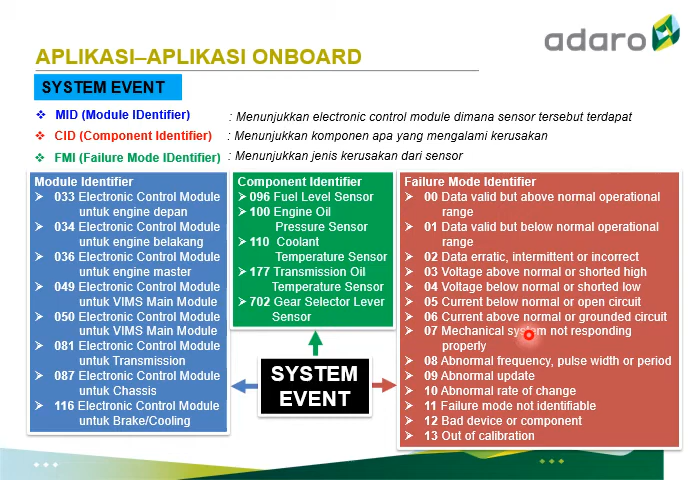 adaro
APLIKASI–APLIKASI ONBOARD
SYSTEM EVENT
❖ MID (Module IDentifier) : Menunjukkan electronic control module dimana sensor tersebut terdapat
❖ CID (Component Identifier) : Menunjukkan komponen apa yang mengalami kerusakan
❖ FMI (Failure Mode IDentifier) : Menunjukkan jenis kerusakan dari sensor
Module Identifier
➢ 033 Electronic Control Module
untuk engine depan
➢ 034 Electronic Control Module
untuk engine belakang
➢ 036 Electronic Control Module
untuk engine master
➢ 049 Electronic Control Module
untuk VIMS Main Module
➢ 050 Electronic Control Module
untuk VIMS Main Module
➢ 081 Electronic Control Module
untuk Transmission
➢ 087 Electronic Control Module
untuk Chassis
➢ 116 Electronic Control Module
untuk Brake/Cooling
Component Identifier
➢ 096 Fuel Level Sensor
➢ 100 Engine Oil
Pressure Sensor
➢ 110 Coolant
Temperature Sensor
➢ 177 Transmission Oil
Temperature Sensor
➢ 702 Gear Selector Lever
Sensor
Failure Mode Identifier
➢ 00 Data valid but above normal operational
range
➢ 01 Data valid but below normal operational
range
➢ 02 Data erratic, intermittent or incorrect
➢ 03 Voltage above normal or shorted high
➢ 04 Voltage below normal or shorted low
➢ 05 Current below normal or open circuit
➢ 06 Current above normal or grounded circuit
➢ 07 Mechanical system not responding
properly
➢ 08 Abnormal frequency, pulse width or period
➢ 09 Abnormal update
➢ 10 Abnormal rate of change
➢ 11 Failure mode not identifiable
➢ 12 Bad device or component
➢ 13 Out of calibration
SYSTEM
EVENT